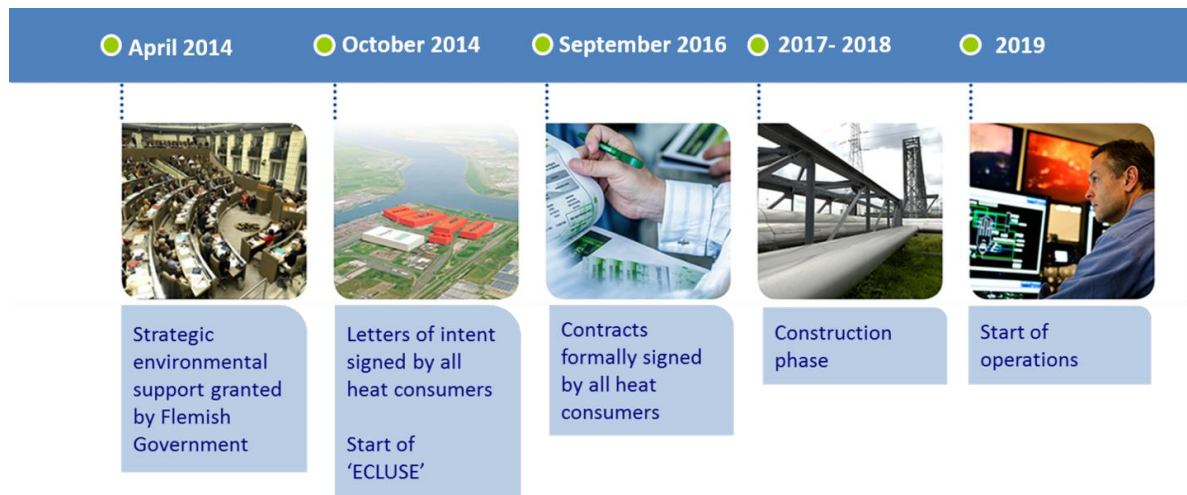 April 2014
October 2014
September 2016
2017- 2018
2019
Strategic
environmental
support granted
by Flemish
Government
Letters of intent
signed by all
heat consumers
Start of
‘ECLUSE’
Contracts
formally signed
by all heat
consumers
Construction
phase
Start of
operations